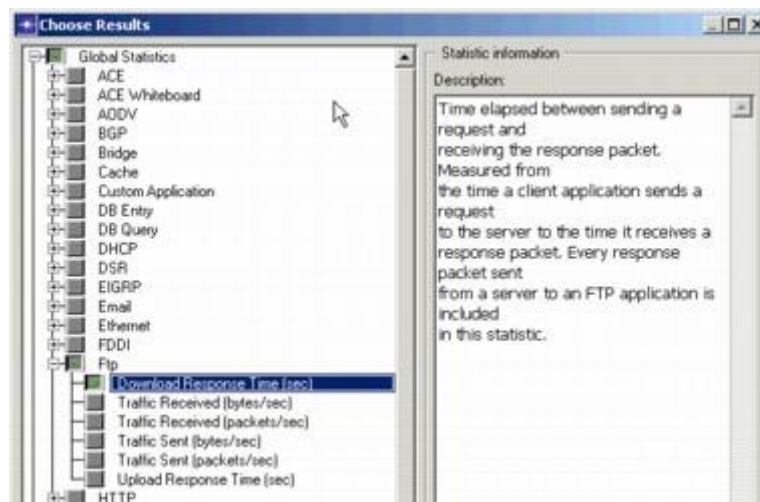 Choose Results
Global Statistics
ACE
ACE Whiteboard
AODV
BGP
Bridge
Cache
Custom Application
DB Entry
DB Query
DHCP
DSR
EIGRP
Email
Ethernet
FDDI
Ftp
Download Response Time (sec)
Traffic Received (bytes/sec)
Traffic Received (packets/sec)
Traffic Sent (bytes/sec)
Traffic Sent (packets/sec)
Upload Response Time (sec)
HTTP
Statistic information
Description:
Time elapsed between sending a
request and
receiving the response packet.
Measured from
the time a client application sends a
request
to the server to the time it receives a
response packet. Every response
packet sent
from a server to an FTP application is
included
in this statistic.